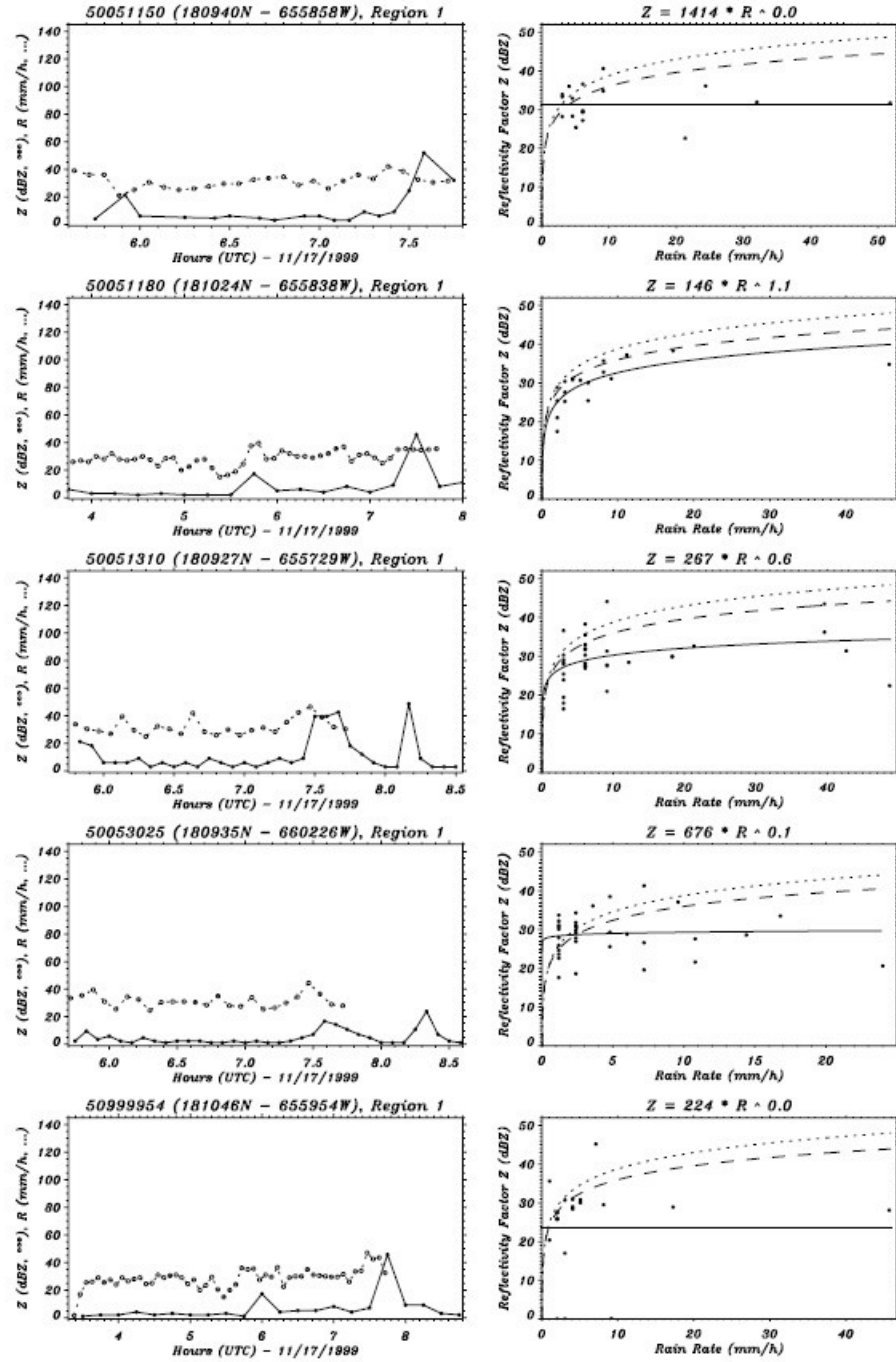 50051150 (180940N - 655858W), Region 1
Z (dBZ, ***), R (mm/h, ...)
140
120
100
80
60
40
20
0
6.0 6.5 7.0 7.5
Hours (UTC) - 11/17/1999
Z = 1414 * R ^ 0.0
Reflectivity Factor Z (dBZ)
50
40
30
20
10
0
0 10 20 30 40 50
Rain Rate (mm/h)
50051180 (181024N - 655838W), Region 1
Z (dBZ, ***), R (mm/h, ...)
140
120
100
80
60
40
20
0
4 5 6 7 8
Hours (UTC) - 11/17/1999
Z = 146 * R ^ 1.1
Reflectivity Factor Z (dBZ)
50
40
30
20
10
0
0 10 20 30 40
Rain Rate (mm/h)
50051310 (180927N - 655729W), Region 1
Z (dBZ, ***), R (mm/h, ...)
140
120
100
80
60
40
20
0
6.0 6.5 7.0 7.5 8.0 8.5
Hours (UTC) - 11/17/1999
Z = 267 * R ^ 0.6
Reflectivity Factor Z (dBZ)
50
40
30
20
10
0
0 10 20 30 40
Rain Rate (mm/h)
50053025 (180935N - 660226W), Region 1
Z (dBZ, ***), R (mm/h, ...)
140
120
100
80
60
40
20
0
6.0 6.5 7.0 7.5 8.0 8.5
Hours (UTC) - 11/17/1999
Z = 676 * R ^ 0.1
Reflectivity Factor Z (dBZ)
50
40
30
20
10
0
0 5 10 15 20
Rain Rate (mm/h)
50999954 (181046N - 655954W), Region 1
Z (dBZ, ***), R (mm/h, ...)
140
120
100
80
60
40
20
0
4 5 6 7 8
Hours (UTC) - 11/17/1999
Z = 224 * R ^ 0.0
Reflectivity Factor Z (dBZ)
50
40
30
20
10
0
0 10 20 30 40
Rain Rate (mm/h)